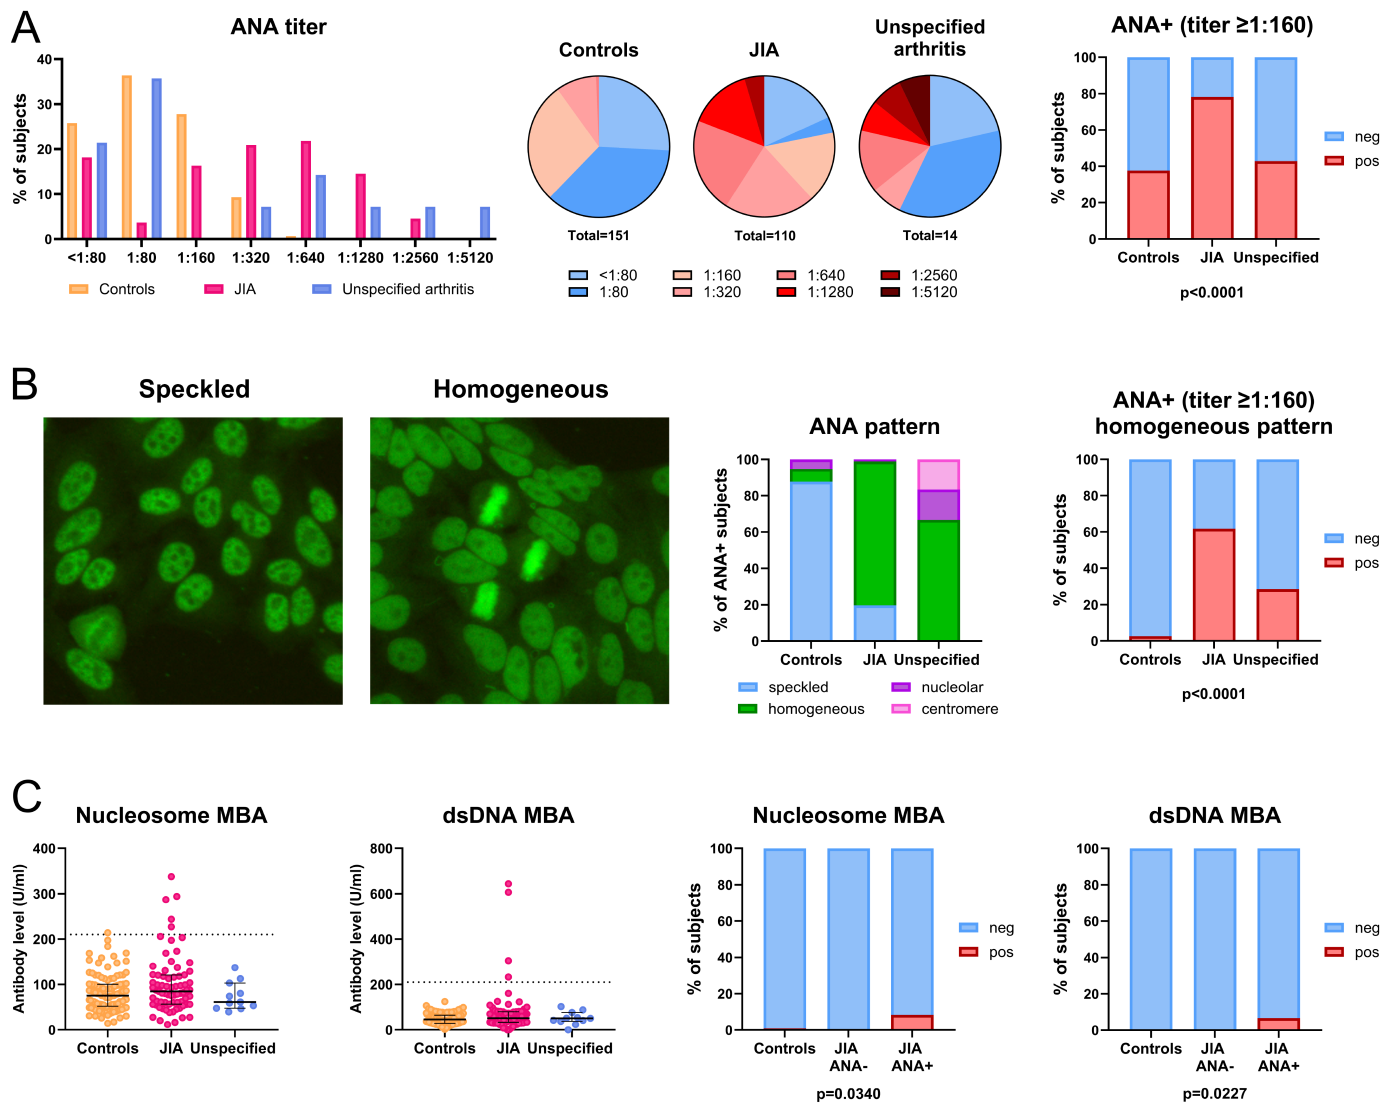 A
ANA titer
% of subjects
40
30
20
10
0
<1:80 1:80 1:160 1:320 1:640 1:1280 1:2560 1:5120
Controls JIA Unspecified arthritis
Controls
JIA
Unspecified
arthritis
Total=151
Total=110
Total=14
<1:80 1:160 1:640 1:2560
1:80 1:320 1:1280 1:5120
ANA+ (titer ≥1:160)
% of subjects
100
80
60
40
20
0
Controls JIA Unspecified
neg
pos
p<0.0001
B
Speckled
Homogeneous
ANA pattern
% of ANA+ subjects
100
80
60
40
20
0
Controls JIA Unspecified
speckled nucleolar
homogeneous centromere
ANA+ (titer ≥1:160)
homogeneous pattern
% of subjects
100
80
60
40
20
0
Controls JIA Unspecified
neg
pos
p<0.0001
C
Nucleosome MBA
Antibody level (U/ml)
400
300
200
100
0
Controls JIA Unspecified
dsDNA MBA
Antibody level (U/ml)
800
600
400
200
0
Controls JIA Unspecified
Nucleosome MBA
% of subjects
100
80
60
40
20
0
Controls JIA JIA
ANA- ANA+
neg
pos
p=0.0340
dsDNA MBA
% of subjects
100
80
60
40
20
0
Controls JIA JIA
ANA- ANA+
neg
pos
p=0.0227